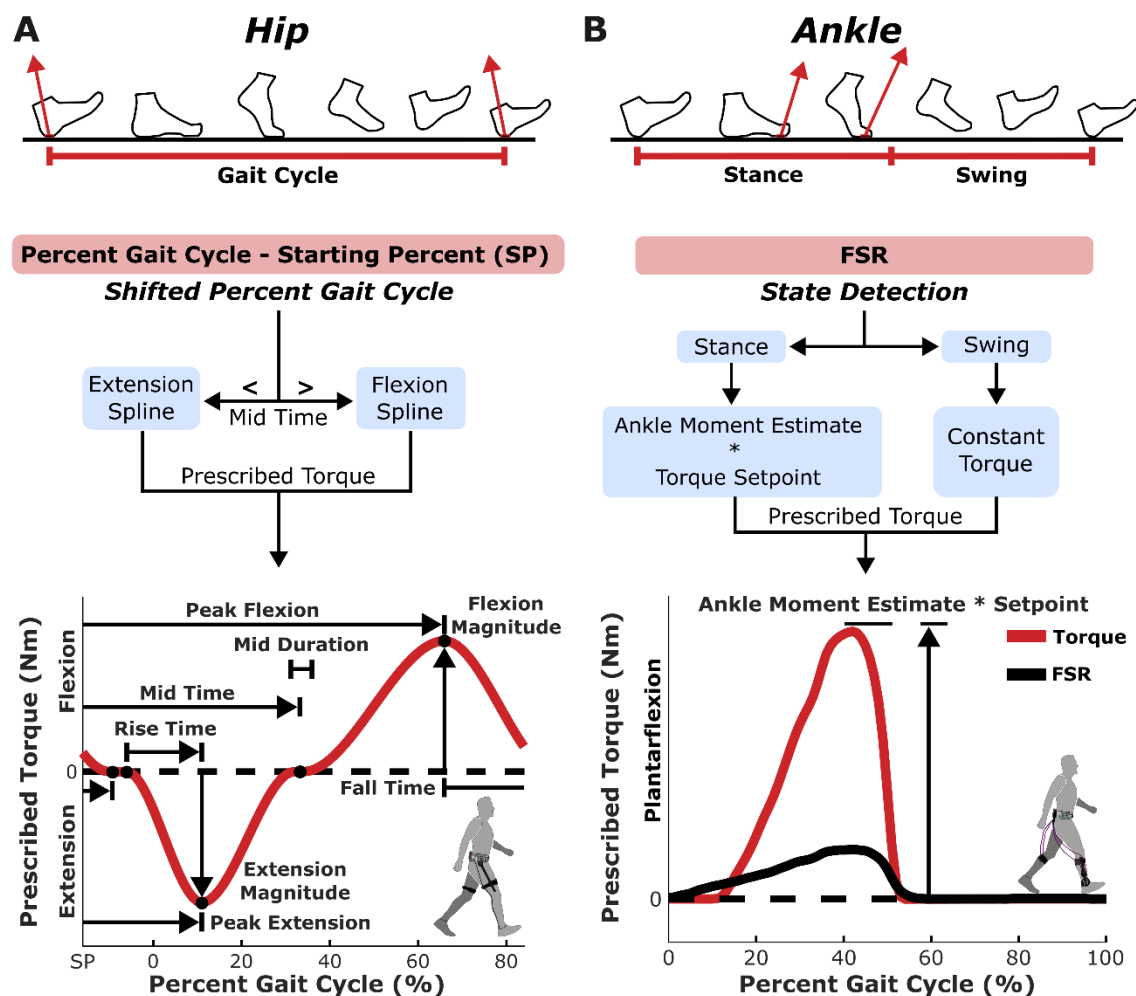 A
Hip
Gait Cycle
Percent Gait Cycle - Starting Percent (SP)
Shifted Percent Gait Cycle
Extension
Spline
< >
Mid Time
Flexion
Spline
Prescribed Torque
Prescribed Torque (Nm)
Extension
Flexion
0
Peak Flexion
Flexion
Magnitude
Mid Duration
Mid Time
Rise Time
Fall Time
Extension
Magnitude
Peak Extension
SP 0 20 40 60 80
Percent Gait Cycle (%)
B
Ankle
Stance Swing
FSR
State Detection
Stance
Swing
Ankle Moment Estimate
*
Torque Setpoint
Constant
Torque
Prescribed Torque
Prescribed Torque (Nm)
Plantarflexion
0
Ankle Moment Estimate * Setpoint
Torque
FSR
0 20 40 60 80 100
Percent Gait Cycle (%)